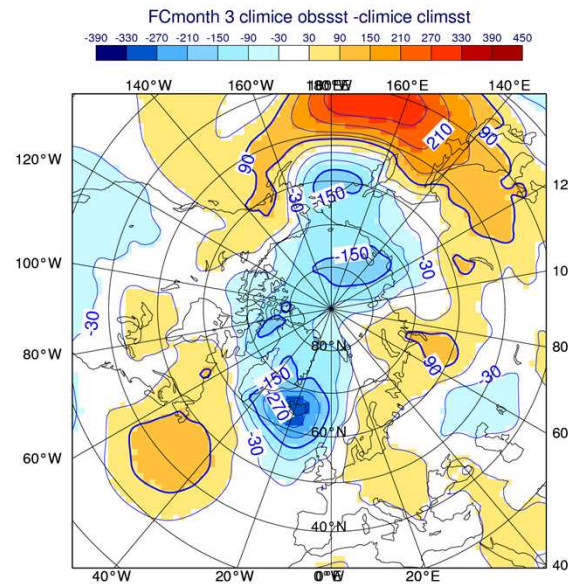 FCmonth 3 climice obssst -climice climsst
-390 -330 -270 -210 -150 -90 -30 30 90 150 210 270 330 390 450
140°W 160°W 180°W 160°E 140°E
120°W 12
100°W 10
80°W 80
60°W 60
40°W 20°W 0°E 20°E 40
90 210 90
-30 -150
-150 -30
-30
80°N 90
-150 -30
-270
-30 60°N
40°N